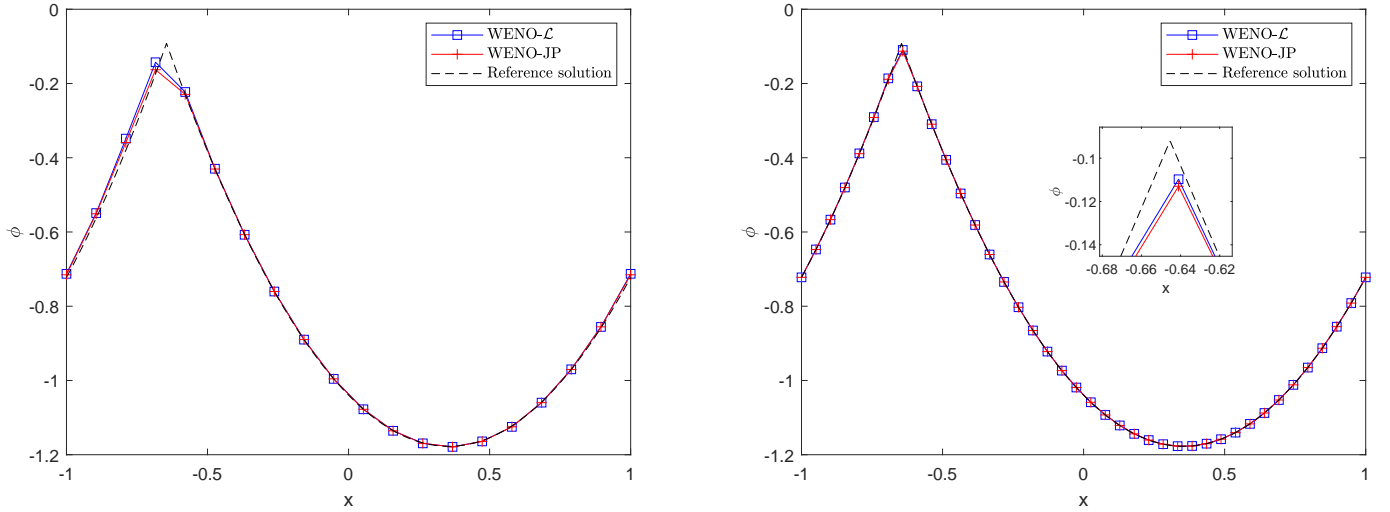 WENO-ℒ
WENO-JP
Reference solution
0
-0.2
-0.4
-0.6
-0.8
-1
-1.2
ϕ
-1
-0.5
0
0.5
1
x
WENO-ℒ
WENO-JP
Reference solution
0
-0.2
-0.4
-0.6
-0.8
-1
-1.2
ϕ
-1
-0.5
0
0.5
1
x
-0.1
-0.12
-0.14
ϕ
-0.68
-0.66
-0.64
-0.62
x